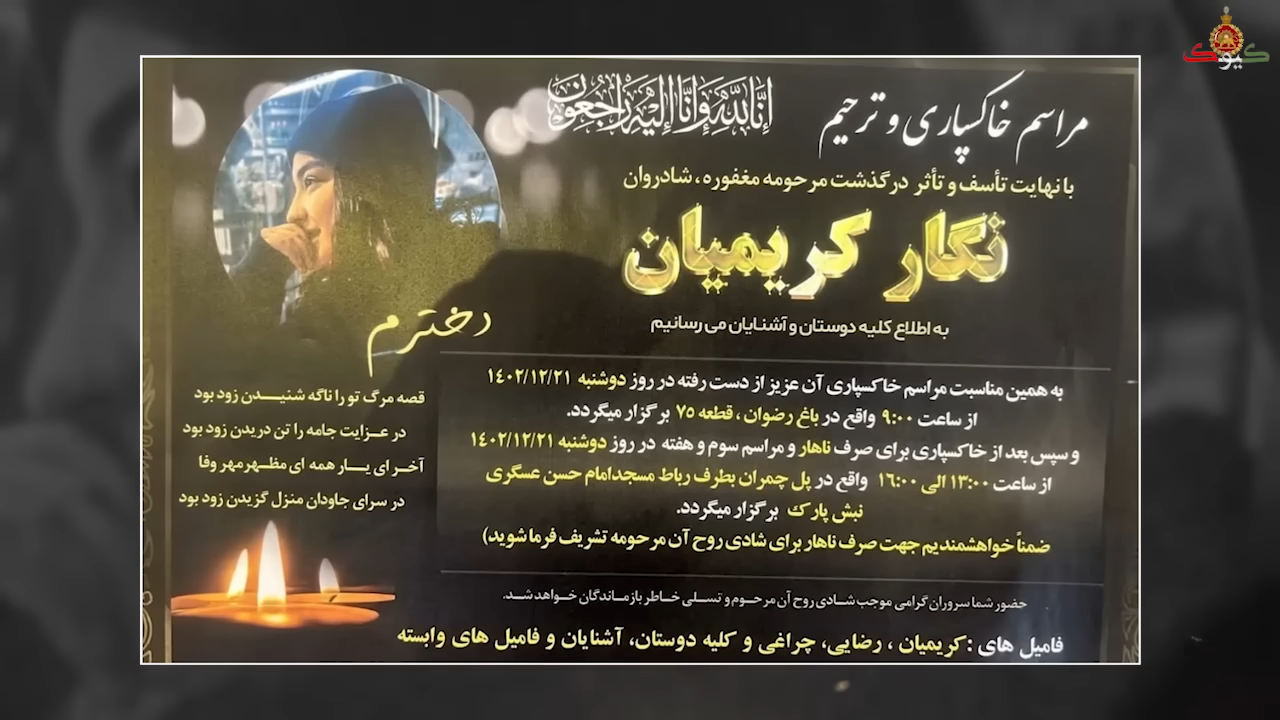 کیوک
إنا لله وإنا إليه راجعون
مراسم خاکسپاری و ترحیم
با نهایت تأسف و تأثر درگذشت مرحومه مغفوره، شادروان
نگار کریمیان
به اطلاع کلیه دوستان و آشنایان می رسانیم
دخترم
به همین مناسبت مراسم خاکسپاری آن عزیز از دست رفته در روز دوشنبه ۱۴۰۲/۱۲/۲۱
از ساعت ۹:۰۰ واقع در باغ رضوان ، قطعه ۷۵ برگزار میگردد.
و سپس بعد از خاکسپاری برای صرف ناهار و مراسم سوم و هفته در روز دوشنبه ۱۴۰۲/۱۲/۲۱
از ساعت ۱۳:۰۰ الی ۱۶:۰۰ واقع در پل چمران بطرف رباط مسجد امام حسن عسگری
نبش پارک برگزار میگردد.
ضمناً خواهشمندیم جهت صرف ناهار برای شادی روح آن مرحومه تشریف فرما شوید)
قصه مرگ تو را ناگه شنیدن زود بود
در عزایت جامه را تن دریدن زود بود
آخر ای یار همه ای مظهر مهر وفا
در سرای جاودان منزل گزیدن زود بود
حضور شما سروران گرامی موجب شادی روح آن مرحوم و تسلی خاطر بازماندگان خواهد شد.
فامیل های : کریمیان ، رضایی، چراغی و کلیه دوستان، آشنایان و فامیل های وابسته